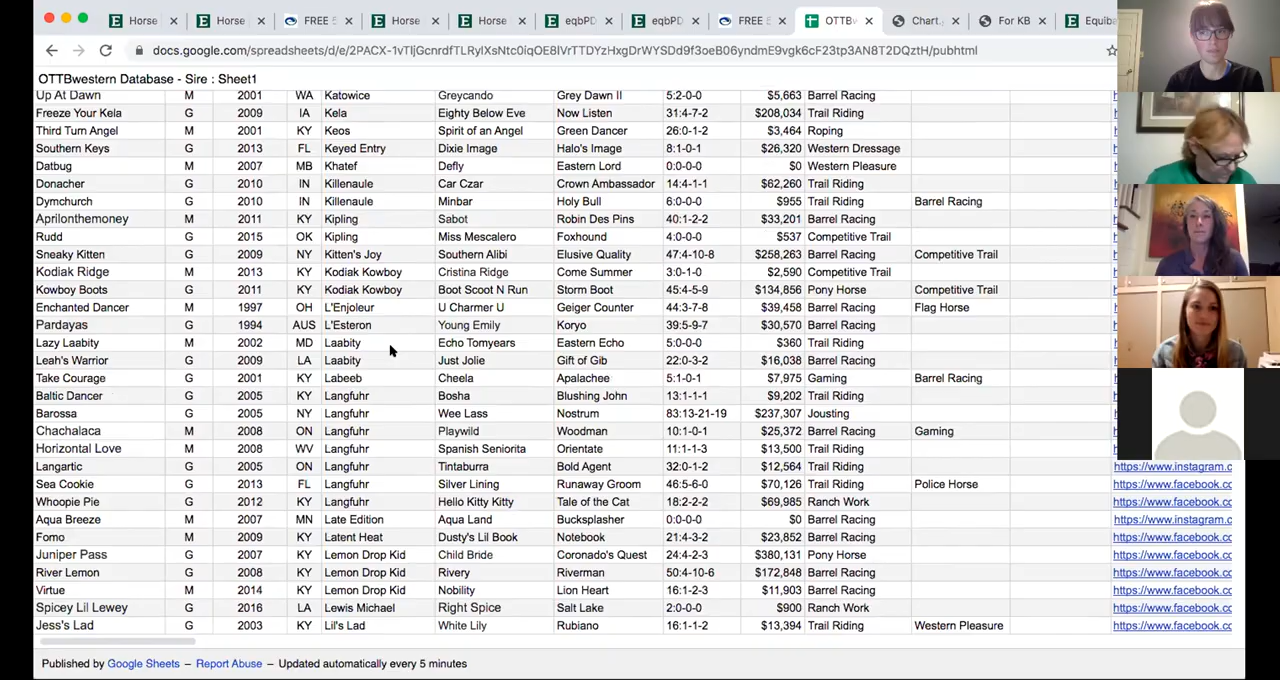 Horse
Horse
FREE E
Horse
Horse
eqbPD
eqbPD
FREE E
OTTBw
Chart.
For KB
Equiba
docs.google.com/spreadsheets/d/e/2PACX-1vTljGcnrdfTLRylXsNtc0iqOE8IVrTTDYzHxgDrWYSDd9f3oeB06yndmE9vgk6cF23tp3AN8T2DQztH/pubhtml
OTTBwestern Database - Sire : Sheet1
Up At Dawn M 2001 WA Katowice Greycando Grey Dawn II 5:2-0-0 $5,663 Barrel Racing
Freeze Your Kela G 2009 IA Kela Eighty Below Eve Now Listen 31:4-7-2 $208,034 Trail Riding
Third Turn Angel M 2001 KY Keos Spirit of an Angel Green Dancer 26:0-1-2 $3,464 Roping
Southern Keys G 2013 FL Keyed Entry Dixie Image Halo's Image 8:1-0-1 $26,320 Western Dressage
Datbug M 2007 MB Khatef Defly Eastern Lord 0:0-0-0 $0 Western Pleasure
Donacher G 2010 IN Killenaule Car Czar Crown Ambassador 14:4-1-1 $62,260 Trail Riding
Dymchurch G 2010 IN Killenaule Minbar Holy Bull 6:0-0-0 $955 Trail Riding Barrel Racing
Aprilonthemoney M 2011 KY Kipling Sabot Robin Des Pins 40:1-2-2 $33,201 Barrel Racing
Rudd G 2015 OK Kipling Miss Mescalero Foxhound 4:0-0-0 $537 Competitive Trail
Sneaky Kitten G 2009 NY Kitten's Joy Southern Alibi Elusive Quality 47:4-10-8 $258,263 Barrel Racing Competitive Trail
Kodiak Ridge M 2013 KY Kodiak Kowboy Cristina Ridge Come Summer 3:0-1-0 $2,590 Competitive Trail
Kowboy Boots G 2011 KY Kodiak Kowboy Boot Scoot N Run Storm Boot 45:4-5-9 $134,856 Pony Horse Competitive Trail
Enchanted Dancer M 1997 OH L'Enjoleur U Charmer U Geiger Counter 44:3-7-8 $39,458 Barrel Racing Flag Horse
Pardayas G 1994 AUS L'Esteron Young Emily Koryo 39:5-9-7 $30,570 Barrel Racing
Lazy Laabity M 2002 MD Laabity Echo Tomyears Eastern Echo 5:0-0-0 $360 Trail Riding
Leah's Warrior G 2009 LA Laabity Just Jolie Gift of Gib 22:0-3-2 $16,038 Barrel Racing
Take Courage G 2001 KY Labeeb Cheela Apalachee 5:1-0-1 $7,975 Gaming Barrel Racing
Baltic Dancer G 2005 KY Langfuhr Bosha Blushing John 13:1-1-1 $9,202 Trail Riding
Barossa G 2005 NY Langfuhr Wee Lass Nostrum 83:13-21-19 $237,307 Jousting
Chachalaca M 2008 ON Langfuhr Playwild Woodman 10:1-0-1 $25,372 Barrel Racing Gaming
Horizontal Love M 2008 WV Langfuhr Spanish Seniorita Orientate 11:1-1-3 $13,500 Trail Riding
Langartic G 2005 ON Langfuhr Tintaburra Bold Agent 32:0-1-2 $12,564 Trail Riding https://www.instagram.c
Sea Cookie G 2013 FL Langfuhr Silver Lining Runaway Groom 46:5-6-0 $70,126 Trail Riding Police Horse https://www.facebook.cc
Whoopie Pie G 2012 KY Langfuhr Hello Kitty Kitty Tale of the Cat 18:2-2-2 $69,985 Ranch Work https://www.facebook.cc
Aqua Breeze M 2007 MN Late Edition Aqua Land Bucksplasher 0:0-0-0 $0 Barrel Racing https://www.instagram.c
Fomo M 2009 KY Latent Heat Dusty's Lil Book Notebook 21:4-3-2 $23,852 Barrel Racing https://www.facebook.cc
Juniper Pass G 2007 KY Lemon Drop Kid Child Bride Coronado's Quest 24:4-2-3 $380,131 Pony Horse https://www.facebook.cc
River Lemon G 2008 KY Lemon Drop Kid Rivery Riverman 50:4-10-6 $172,848 Barrel Racing https://www.facebook.cc
Virtue M 2014 KY Lemon Drop Kid Nobility Lion Heart 16:1-2-3 $11,903 Barrel Racing https://www.facebook.cc
Spicey Lil Lewey G 2016 LA Lewis Michael Right Spice Salt Lake 2:0-0-0 $900 Ranch Work https://www.facebook.cc
Jess's Lad G 2003 KY Lil's Lad White Lily Rubiano 16:1-1-2 $13,394 Trail Riding Western Pleasure https://www.facebook.cc
Published by Google Sheets – Report Abuse – Updated automatically every 5 minutes